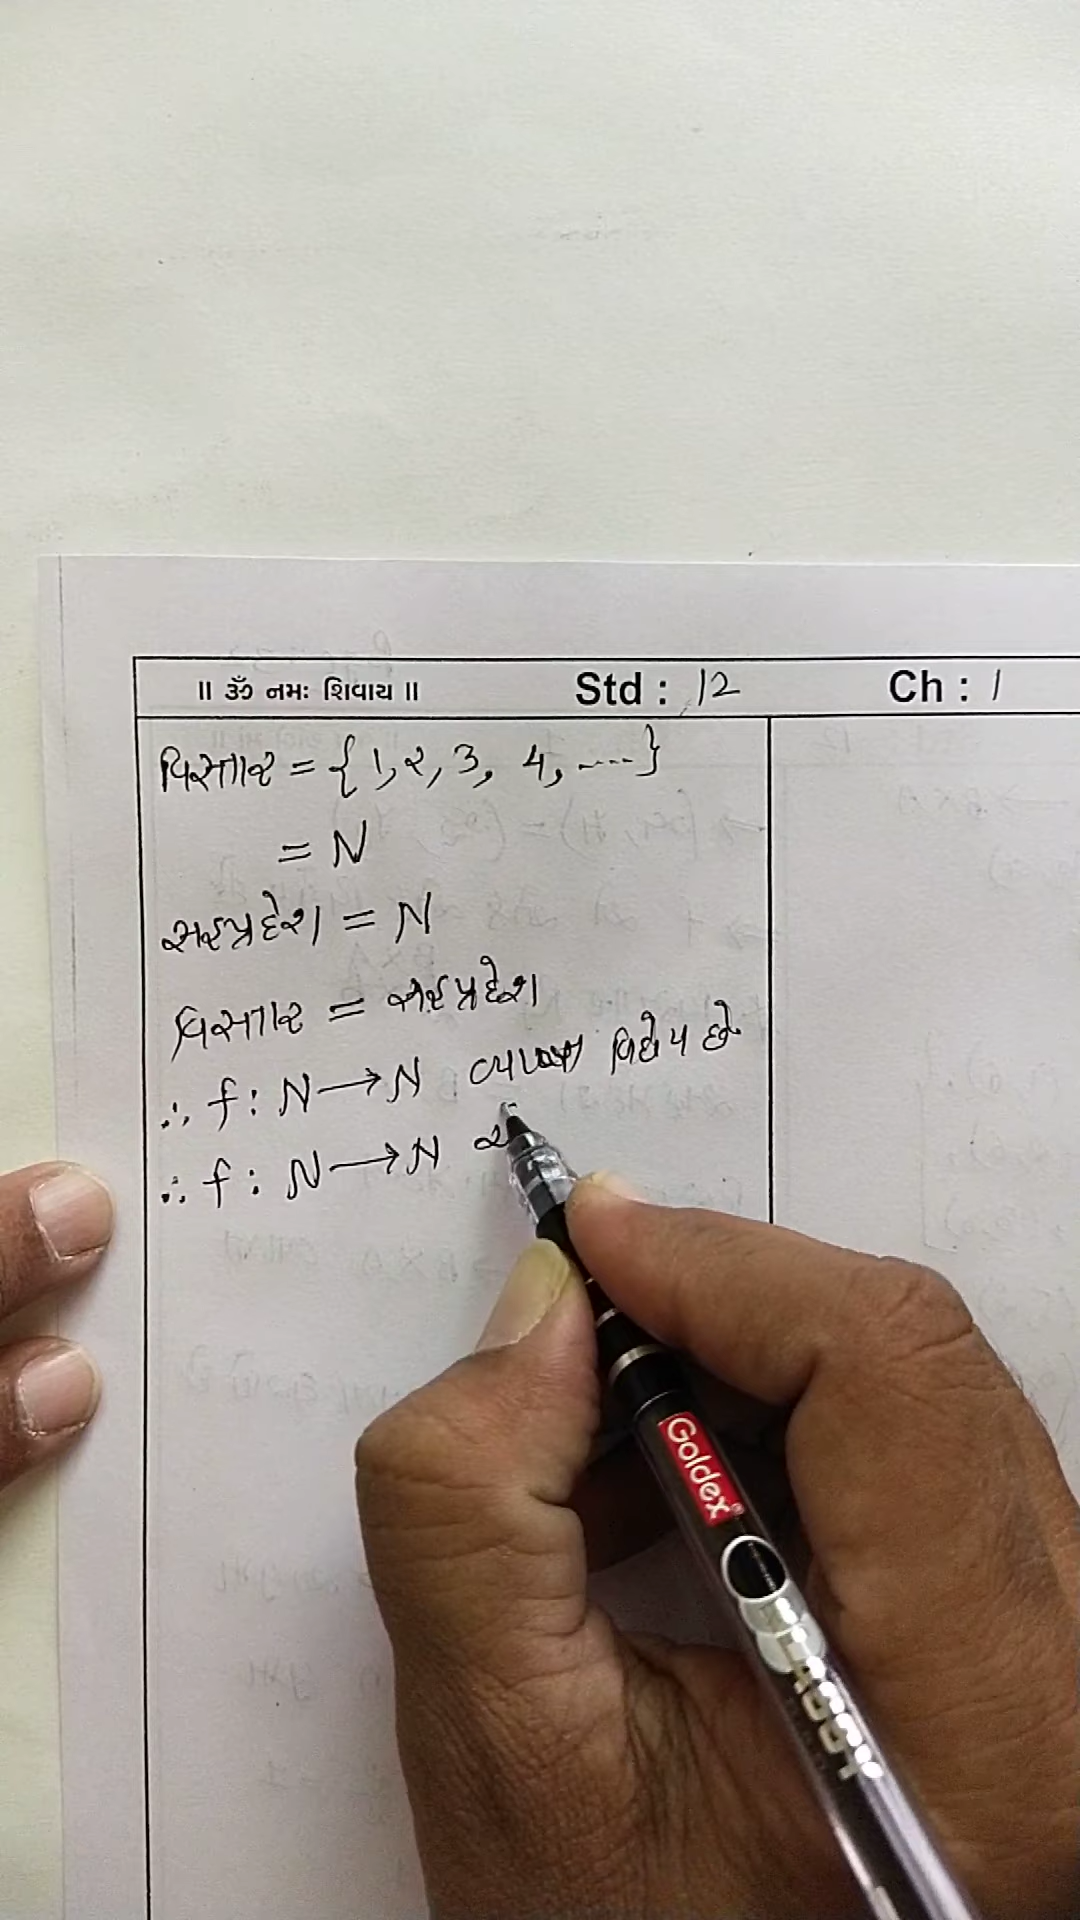 ॥ ૐ નમઃ શિવાય ॥ Std : 12 Ch : 1
વિસ્તાર = {1, 2, 3, 4, ....}
= N
સહપ્રદેશ = N
વિસ્તાર = સહપ્રદેશ
∴ f : N → N વ્યાપ્ત વિધેય છે
∴ f : N → N
Goldex